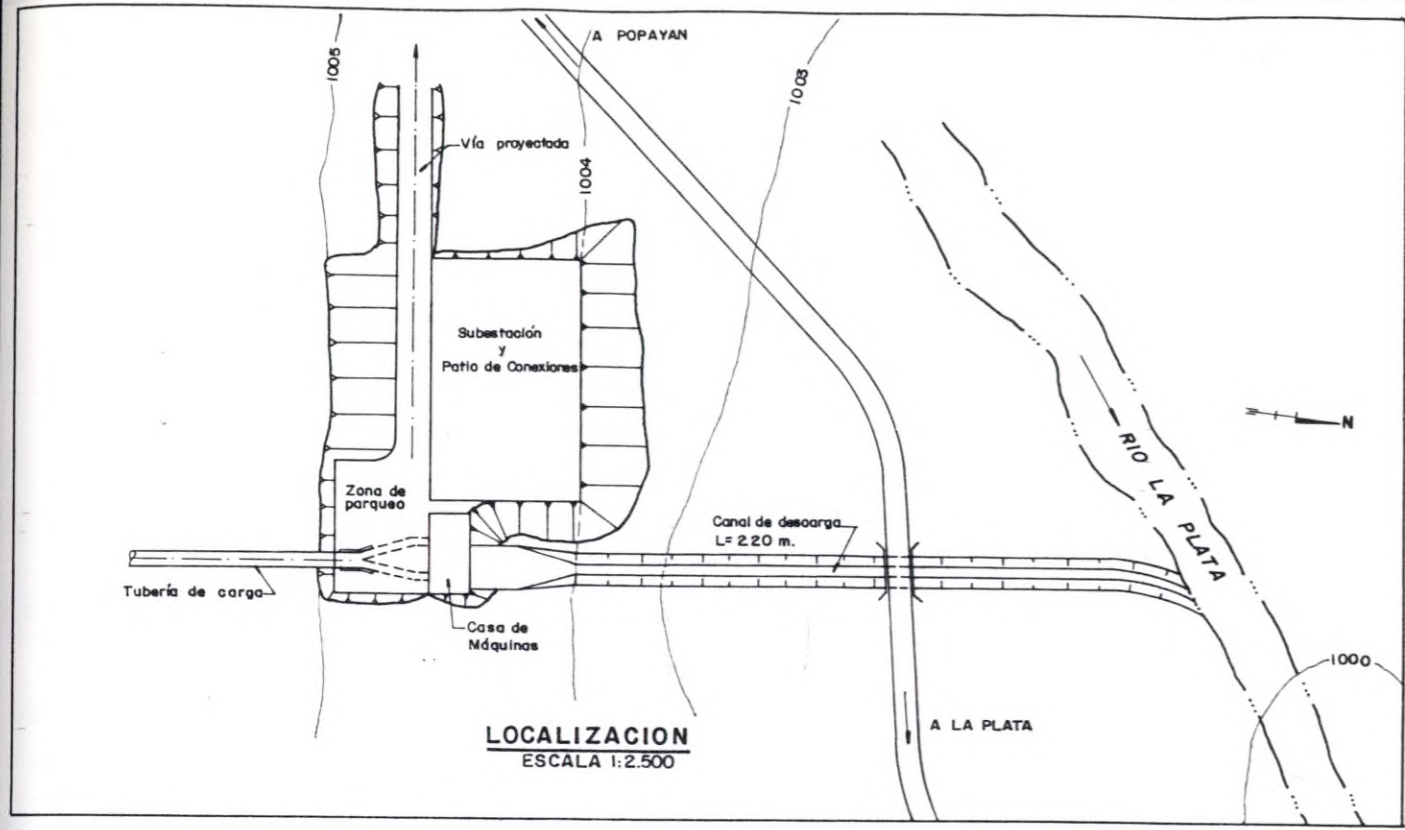 A POPAYAN
1005
1003
Vía proyectada
1004
Subestación
y
Patio de Conexiones
N
RIO LA PLATA
Zona de
parqueo
Canal de descarga
L= 220 m.
Tubería de carga
Casa de
Máquinas
1000
A LA PLATA
LOCALIZACION
ESCALA 1:2.500